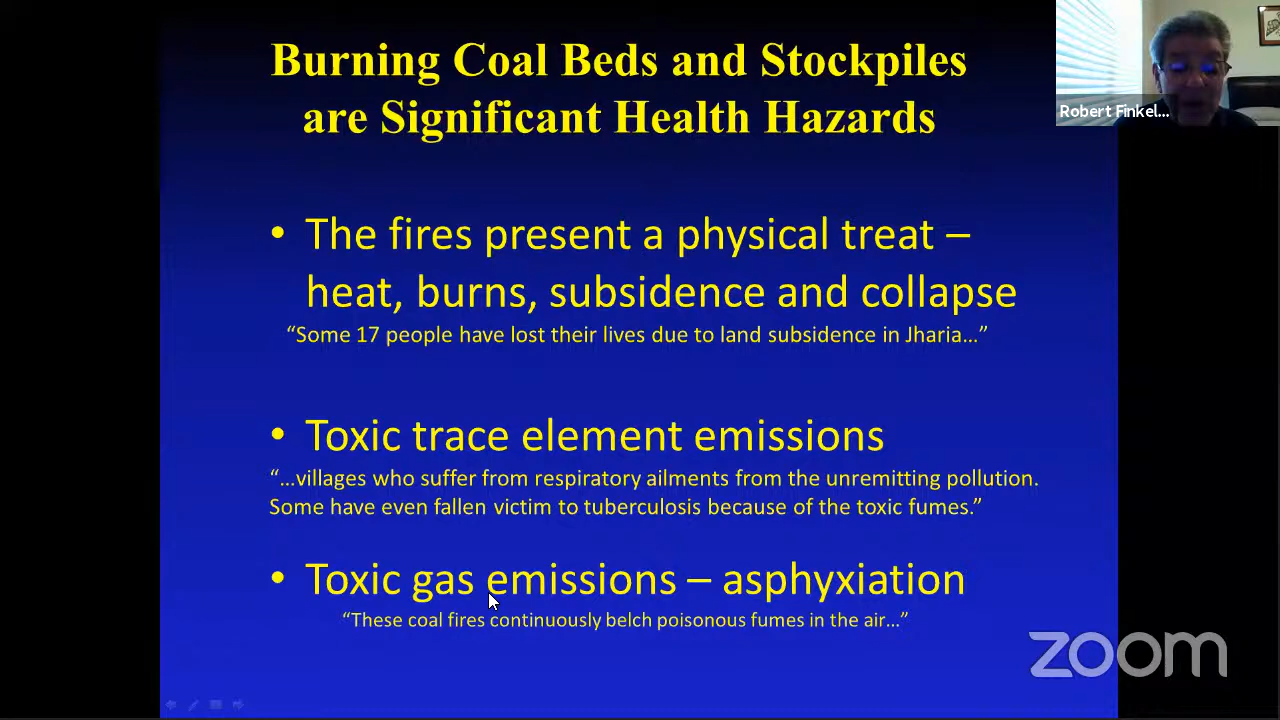 Burning Coal Beds and Stockpiles
are Significant Health Hazards
Robert Finkel...
• The fires present a physical treat –
heat, burns, subsidence and collapse
“Some 17 people have lost their lives due to land subsidence in Jharia…”
• Toxic trace element emissions
“…villages who suffer from respiratory ailments from the unremitting pollution.
Some have even fallen victim to tuberculosis because of the toxic fumes.”
• Toxic gas emissions – asphyxiation
“These coal fires continuously belch poisonous fumes in the air…”
zoom